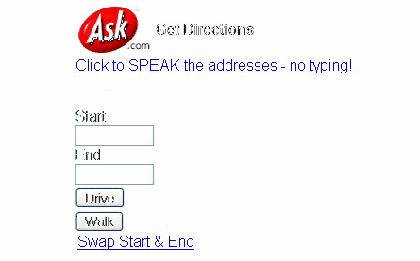 Ask.com Get Directions
Click to SPEAK the addresses - no typing!
Start
End
Drive
Walk
Swap Start & End